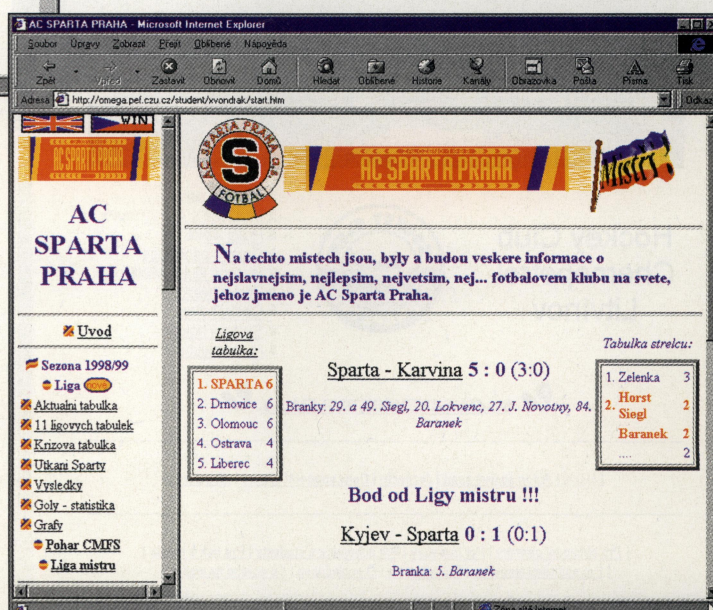 AC SPARTA PRAHA - Microsoft Internet Explorer
Soubor Úpravy Zobrazit Přejít Oblíbené Nápověda
Zpět Vpřed Zastavit Obnovit Domů Hledat Oblíbené Historie Kanály Obrazovka Pošta Písma Tisk
Adresa http://omega.pef.czu.cz/student/xvondrak/start.htm Odkaz
WIN
AC SPARTA PRAHA
AC
SPARTA
PRAHA
Uvod
Sezona 1998/99
Liga nové
Aktualni tabulka
11 ligovych tabulek
Krizova tabulka
Utkani Sparty
Vysledky
Goly - statistika
Grafy
Pohar CMFS
Liga mistru
AC SPARTA PRAHA a.s.
S
FOTBAL
AC SPARTA PRAHA
Mistři
Na techto mistech jsou, byly a budou veskere informace o
nejslavnejsim, nejlepsim, nejvetsim, nej... fotbalovem klubu na svete,
jehoz jmeno je AC Sparta Praha.
Ligova
tabulka:
1. SPARTA 6
2. Drnovice 6
3. Olomouc 6
4. Ostrava 4
5. Liberec 4
Sparta - Karvina 5 : 0 (3:0)
Branky: 29. a 49. Siegl, 20. Lokvenc, 27. J. Novotny, 84.
Baranek
Tabulka strelcu:
1. Zelenka 3
2. Horst Siegl 2
Baranek 2
.... 2
Bod od Ligy mistru !!!
Kyjev - Sparta 0 : 1 (0:1)
Branka: 5. Baranek
Zóna sítě Internet